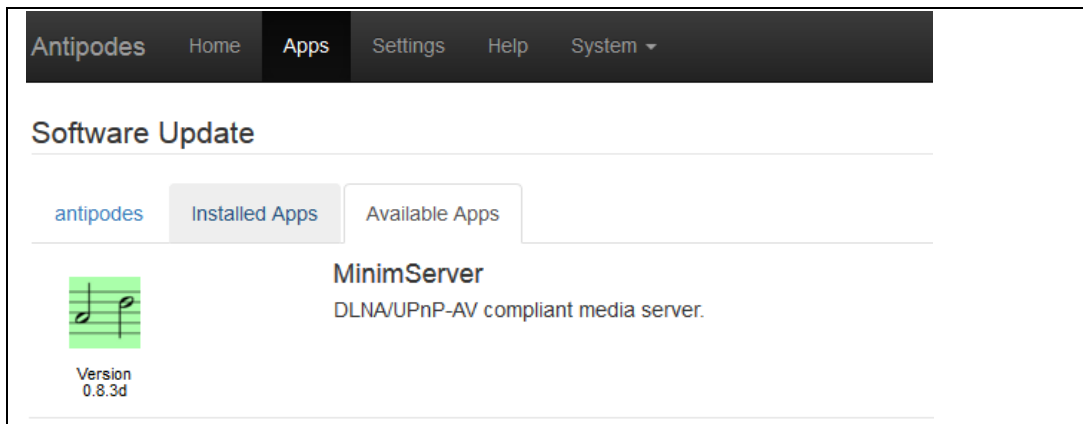 Antipodes Home Apps Settings Help System
Software Update
antipodes Installed Apps Available Apps
MinimServer
DLNA/UPnP-AV compliant media server.
Version
0.8.3d